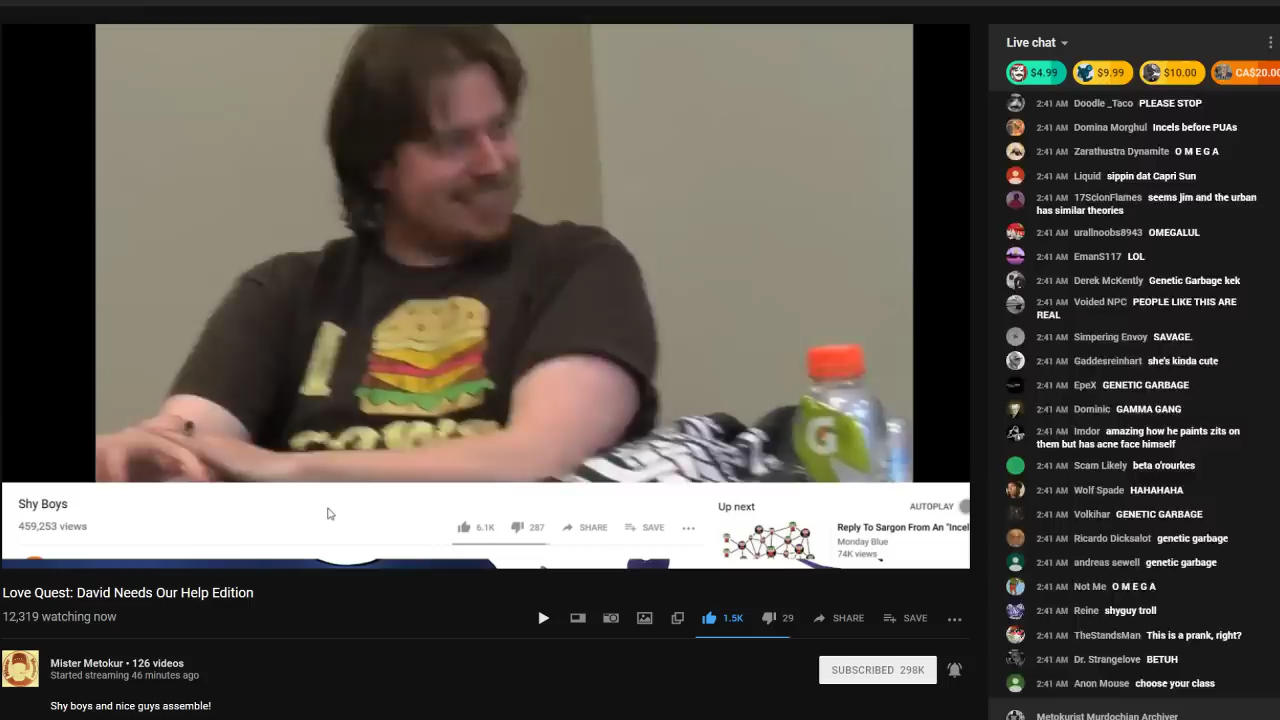 I
G
Shy Boys
459,253 views
6.1K
287
SHARE
SAVE
Up next
AUTOPLAY
Reply To Sargon From An "Incel
Monday Blue
74K views
Love Quest: David Needs Our Help Edition
12,319 watching now
1.5K
29
SHARE
SAVE
Mister Metokur • 126 videos
Started streaming 46 minutes ago
SUBSCRIBED 298K
Shy boys and nice guys assemble!
Live chat
$4.99
$9.99
$10.00
CA$20.00
2:41 AM Doodle _Taco PLEASE STOP
2:41 AM Domina Morghul Incels before PUAs
2:41 AM Zarathustra Dynamite O M E G A
2:41 AM Liquid sippin dat Capri Sun
2:41 AM 17ScionFlames seems jim and the urban
has similar theories
2:41 AM urallnoobs8943 OMEGALUL
2:41 AM EmanS117 LOL
2:41 AM Derek McKently Genetic Garbage kek
2:41 AM Voided NPC PEOPLE LIKE THIS ARE
REAL
2:41 AM Simpering Envoy SAVAGE.
2:41 AM Gaddesreinhart she's kinda cute
2:41 AM EpeX GENETIC GARBAGE
2:41 AM Dominic GAMMA GANG
2:41 AM Imdor amazing how he paints zits on
them but has acne face himself
2:41 AM Scam Likely beta o'rourkes
2:41 AM Wolf Spade HAHAHAHA
2:41 AM Volkihar GENETIC GARBAGE
2:41 AM Ricardo Dicksalot genetic garbage
2:41 AM andreas sewell genetic garbage
2:41 AM Not Me O M E G A
2:41 AM Reine shyguy troll
2:41 AM TheStandsMan This is a prank, right?
2:41 AM Dr. Strangelove BETUH
2:41 AM Anon Mouse choose your class
Metokurist Murdochian Archiver